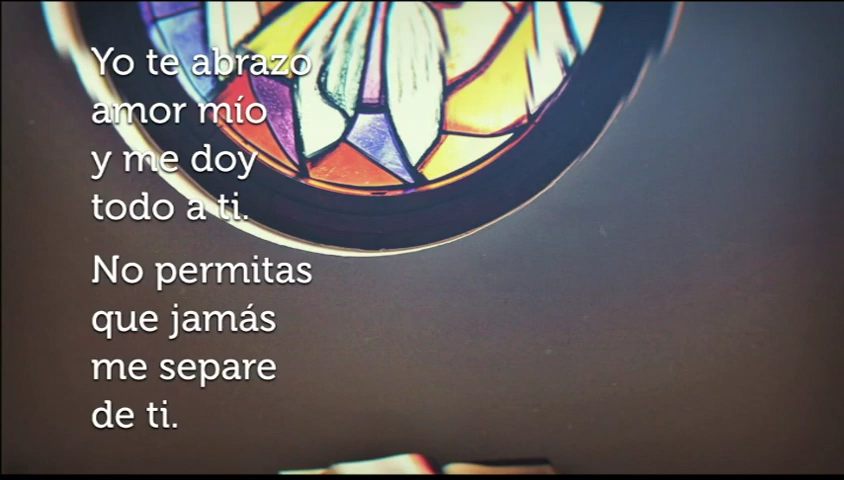 Yo te abrazo
amor mío
y me doy
todo a ti.
No permitas
que jamás
me separe
de ti.